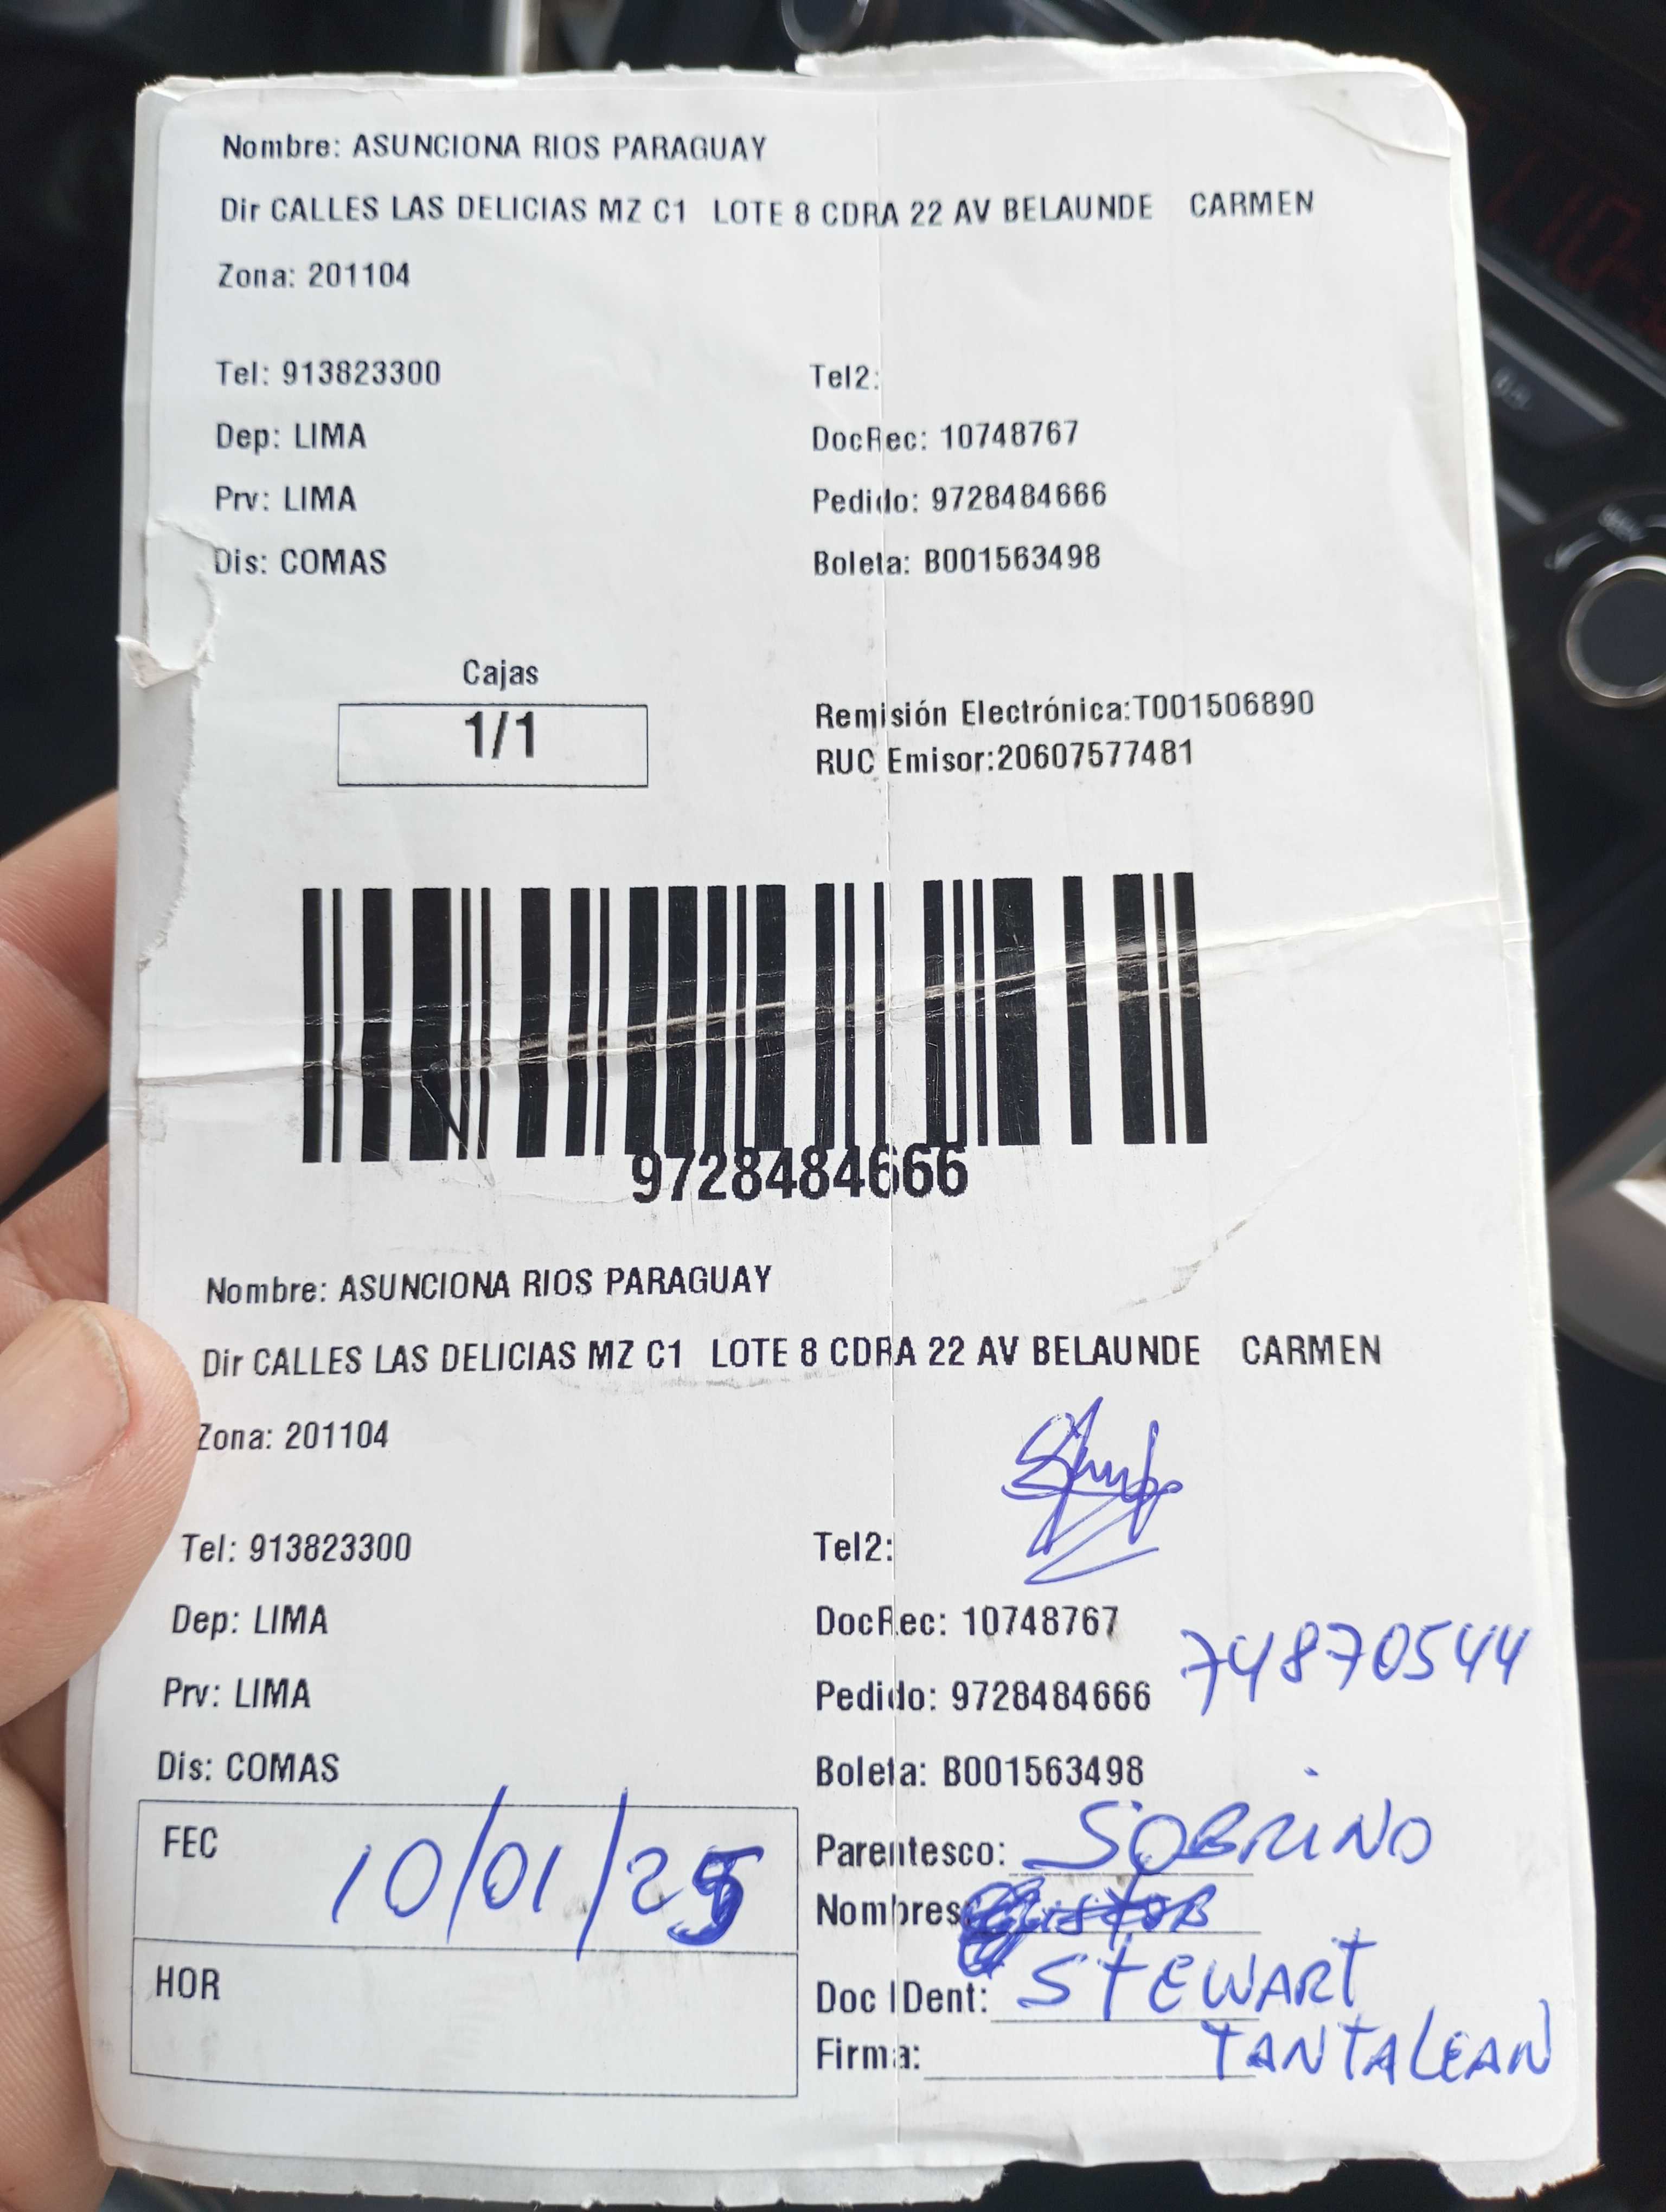 Nombre: ASUNCIONA RIOS PARAGUAY
Dir CALLES LAS DELICIAS MZ C1 LOTE 8 CDRA 22 AV BELAUNDE CARMEN
Zona: 201104
Tel: 913823300 Tel2:
Dep: LIMA DocRec: 10748767
Prv: LIMA Pedido: 9728484666
Dis: COMAS Boleta: B001563498
Cajas
1/1
Remisión Electrónica:T001506890
RUC Emisor:20607577481
9728484666
Nombre: ASUNCIONA RIOS PARAGUAY
Dir CALLES LAS DELICIAS MZ C1 LOTE 8 CDRA 22 AV BELAUNDE CARMEN
Zona: 201104
Tel: 913823300 Tel2:
Dep: LIMA DocRec: 10748767
74870544
Prv: LIMA Pedido: 9728484666
Dis: COMAS Boleta: B001563498
FEC 10/01/25
HOR
Parentesco: SOBRINO
Nombres:
Doc IDent: STEWART
Firma: TANTALEAN